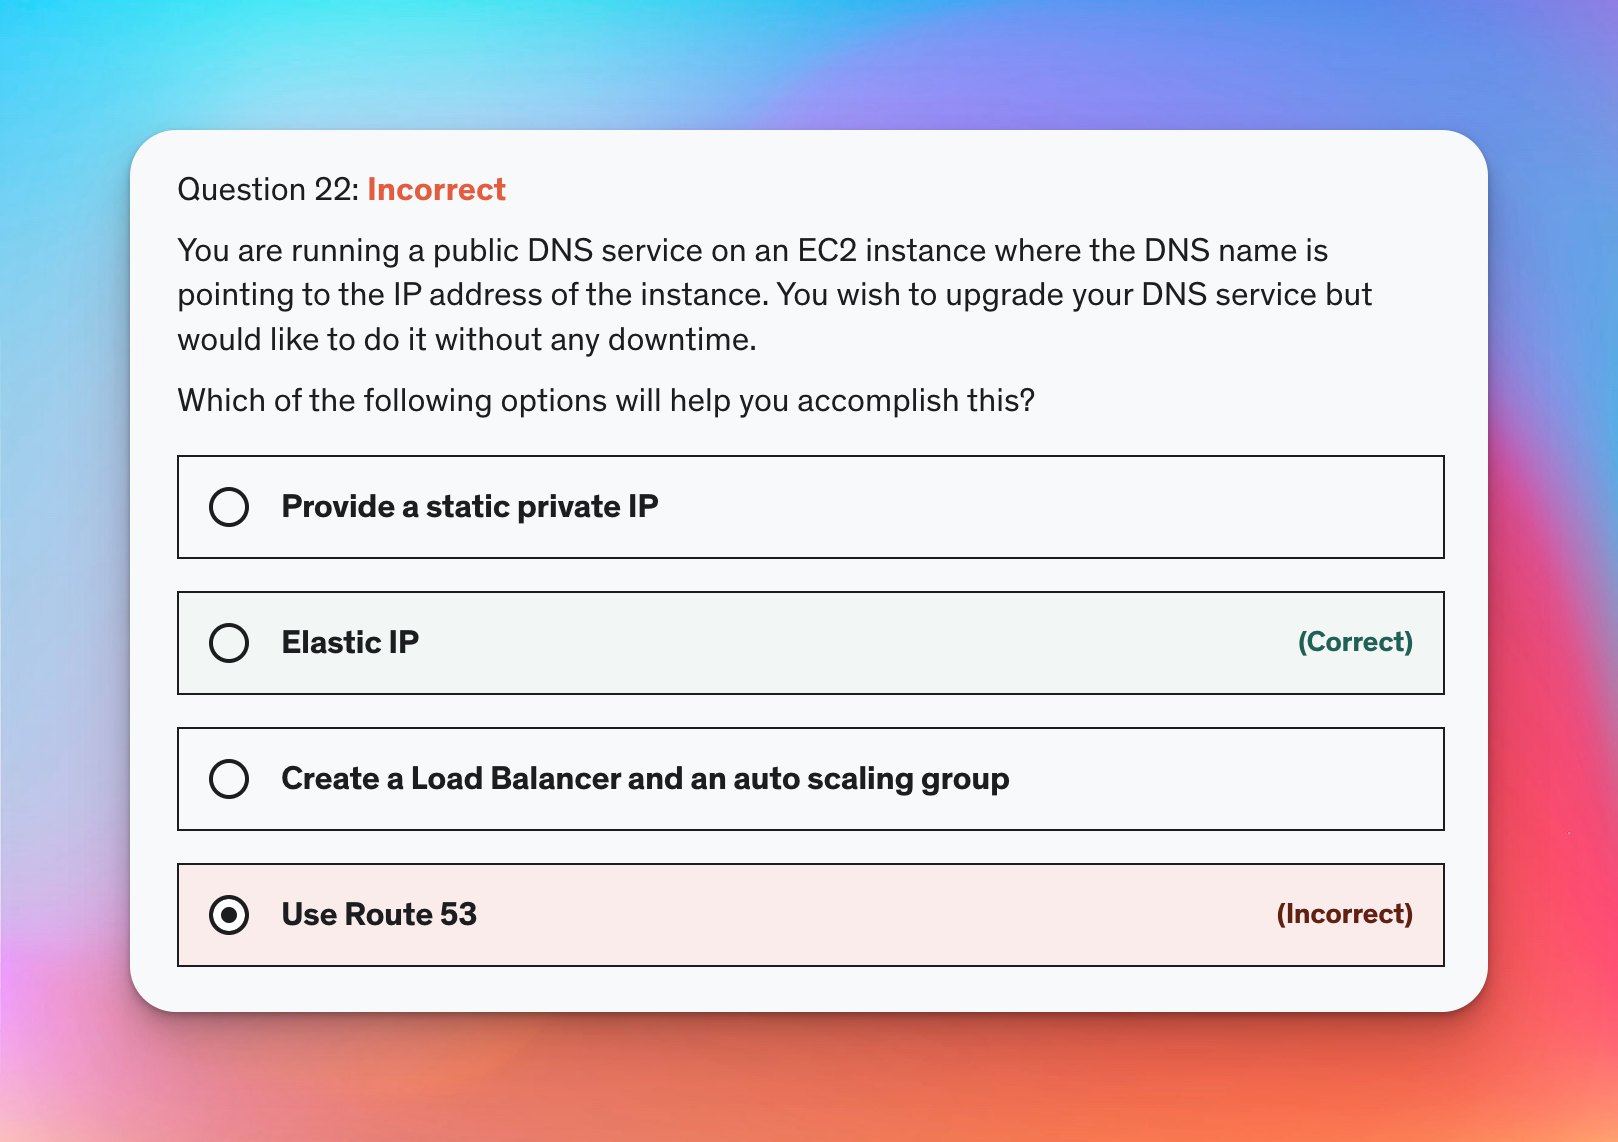 Question 22: Incorrect
You are running a public DNS service on an EC2 instance where the DNS name is
pointing to the IP address of the instance. You wish to upgrade your DNS service but
would like to do it without any downtime.
Which of the following options will help you accomplish this?
Provide a static private IP
Elastic IP (Correct)
Create a Load Balancer and an auto scaling group
Use Route 53 (Incorrect)